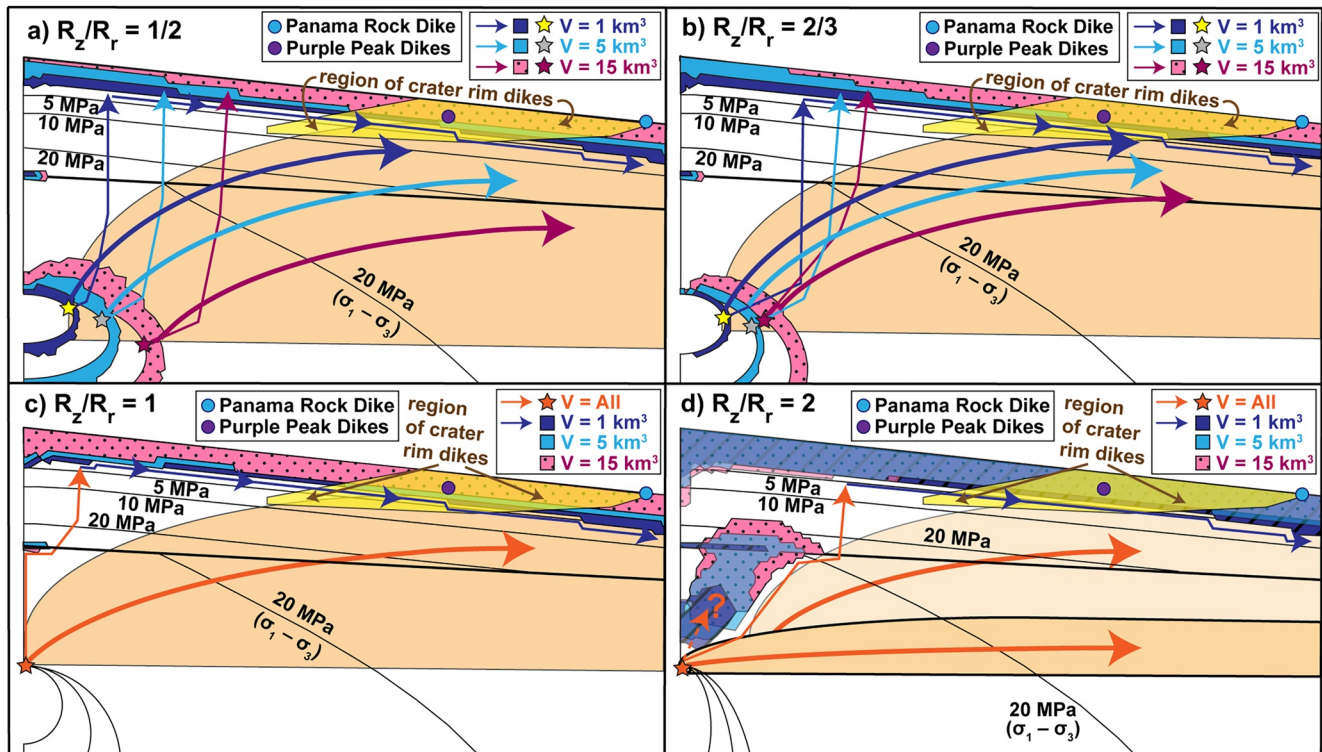 a) Rz/Rr = 1/2
Panama Rock Dike
Purple Peak Dikes
V = 1 km³
V = 5 km³
V = 15 km³
region of crater rim dikes
5 MPa
10 MPa
20 MPa
20 MPa
(σ₁ – σ₃)
b) Rz/Rr = 2/3
Panama Rock Dike
Purple Peak Dikes
V = 1 km³
V = 5 km³
V = 15 km³
region of crater rim dikes
5 MPa
10 MPa
20 MPa
20 MPa
(σ₁ – σ₃)
c) Rz/Rr = 1
Panama Rock Dike
Purple Peak Dikes
V = All
V = 1 km³
V = 5 km³
V = 15 km³
region
of crater
rim dikes
5 MPa
10 MPa
20 MPa
20 MPa
(σ₁ – σ₃)
d) Rz/Rr = 2
Panama Rock Dike
Purple Peak Dikes
V = All
V = 1 km³
V = 5 km³
V = 15 km³
region
of crater
rim dikes
5 MPa
10 MPa
20 MPa
?
20 MPa
(σ₁ – σ₃)